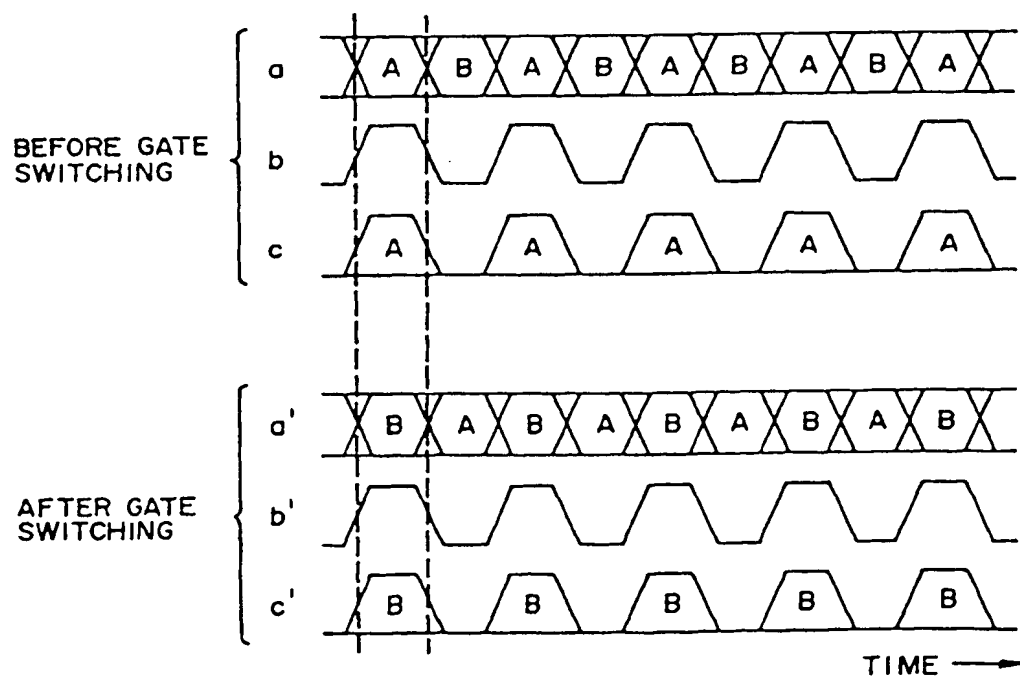 a A B A B A B A B A
BEFORE GATE
SWITCHING
b
c A A A A A
a' B A B A B A B A B
AFTER GATE
SWITCHING
b'
c' B B B B B
TIME